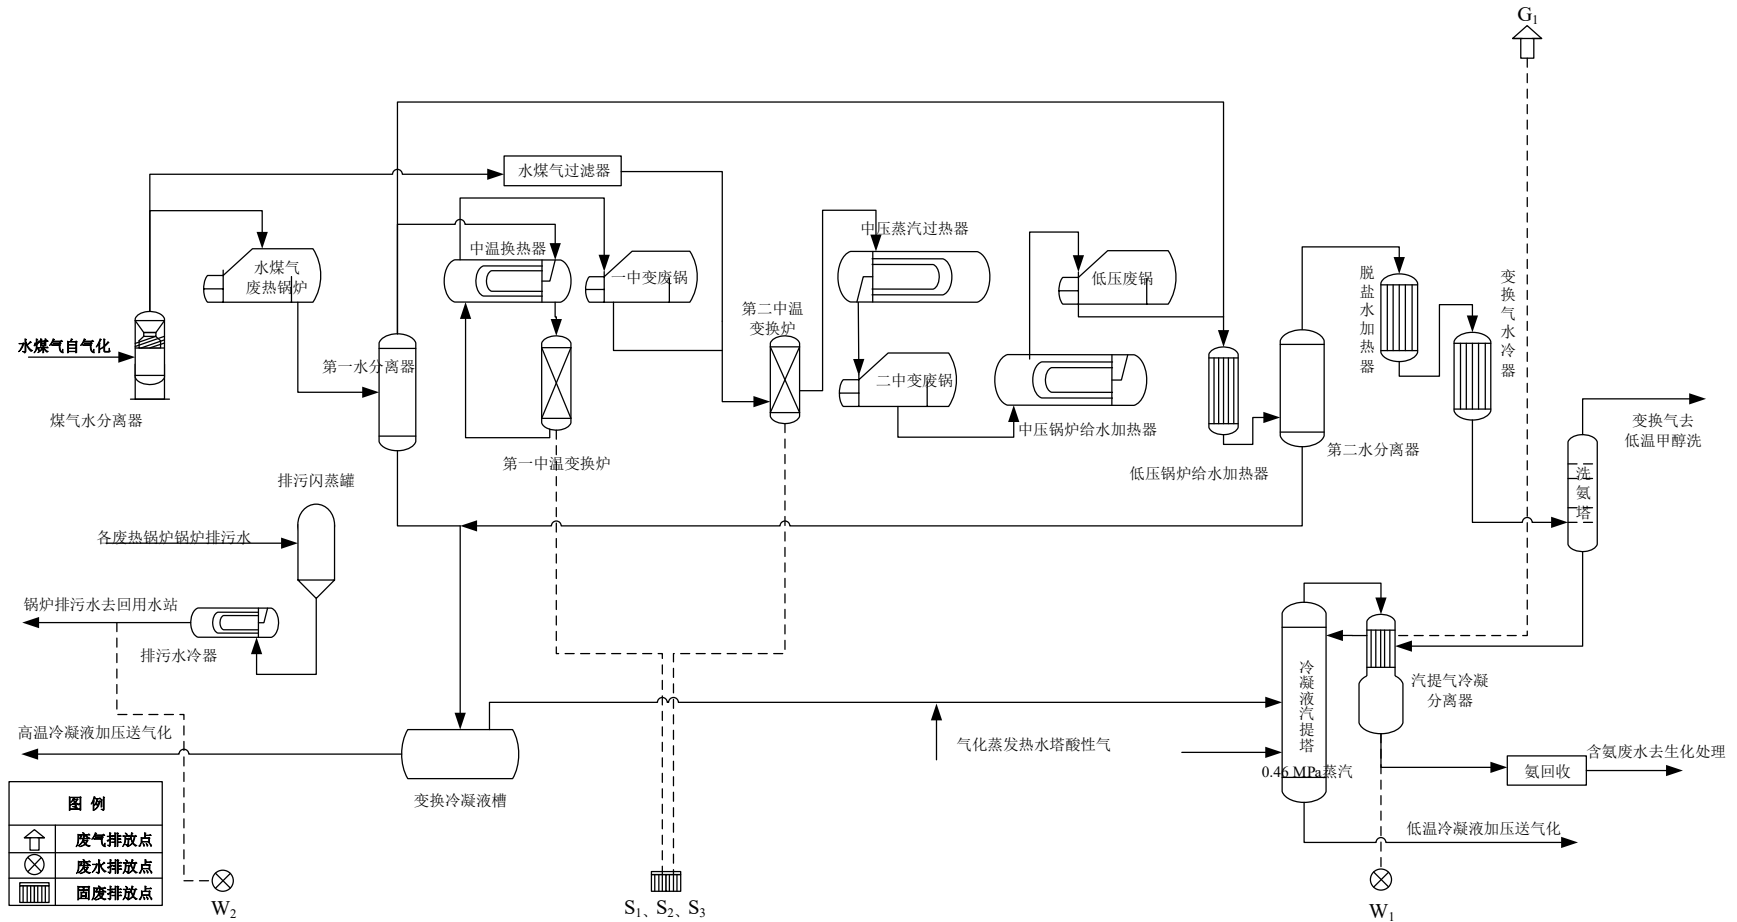 G₁
水煤气过滤器
中温换热器
中压蒸汽过热器
水煤气
废热锅炉
一中变废锅
低压废锅
脱盐水加热器
变换气水冷器
第二中温
变换炉
水煤气自气化
第一水分离器
二中变废锅
煤气水分离器
中压锅炉给水加热器
变换气去
低温甲醇洗
第一中温变换炉
低压锅炉给水加热器
第二水分离器
洗氨塔
排污闪蒸罐
各废热锅炉锅炉排污水
锅炉排污水去回用水站
排污水冷器
冷凝液汽提塔
汽提气冷凝
分离器
高温冷凝液加压送气化
气化蒸发热水塔酸性气
含氨废水去生化处理
0.46 MPa蒸汽
氨回收
变换冷凝液槽
低温冷凝液加压送气化
图 例
废气排放点
废水排放点
固废排放点
W₂
S₁、S₂、S₃
W₁